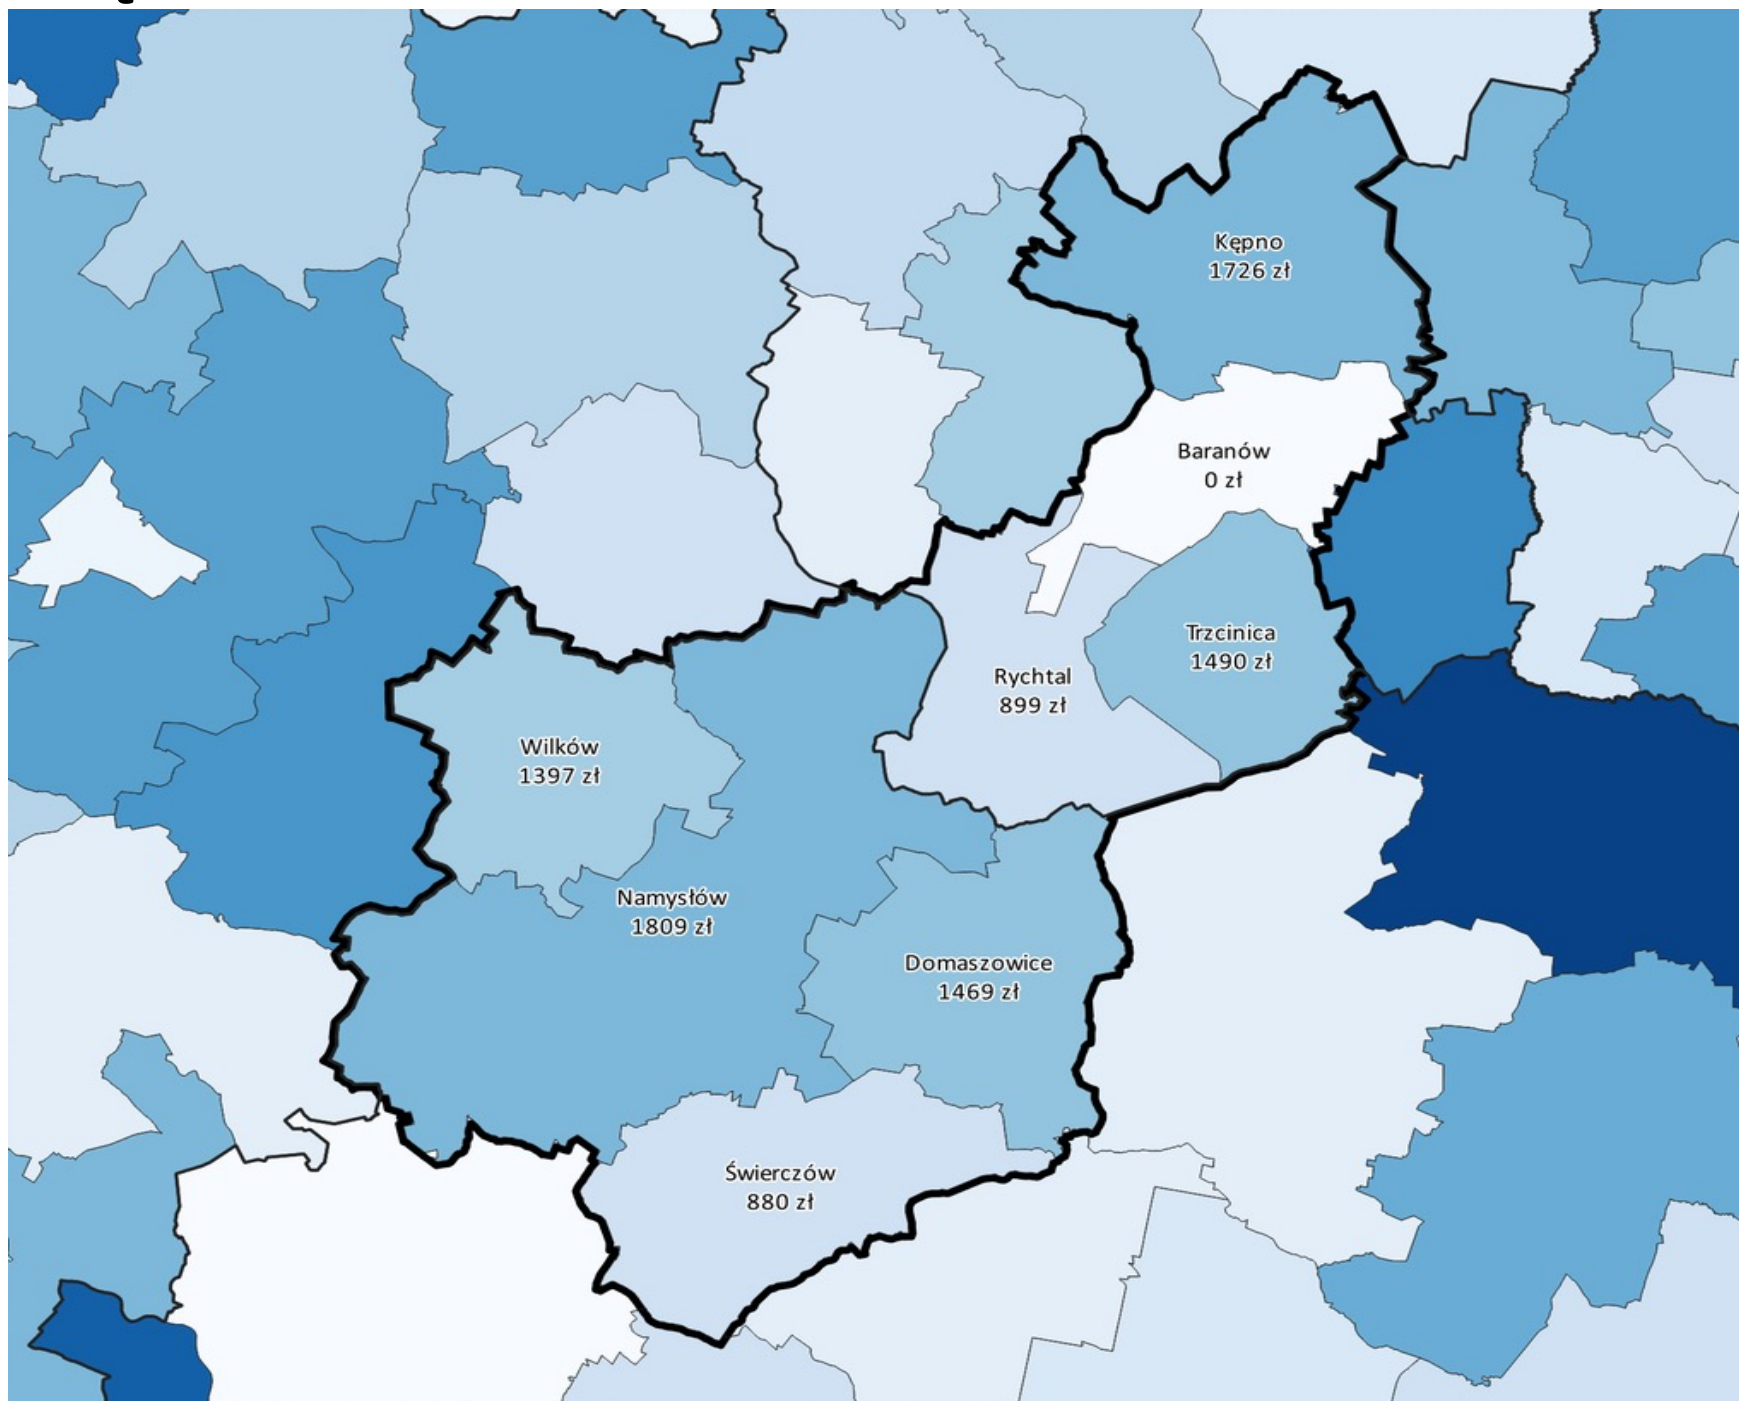 Kępno
1726 zł
Baranów
0 zł
Trzcinica
1490 zł
Rychtal
899 zł
Wilków
1397 zł
Namysłów
1809 zł
Domaszowice
1469 zł
Świerczów
880 zł